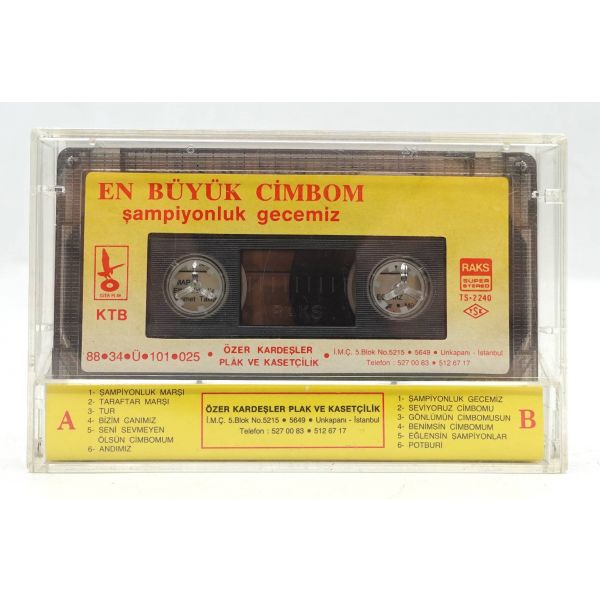 EN BÜYÜK CİMBOM
şampiyonluk gecemiz
KTB
RAKS
SUPER
STEREO
TS-2240
TSE
RAKS
88●34●Ü●101●025
ÖZER KARDEŞLER
PLAK VE KASETÇİLİK
İ.M.Ç. 5.Blok No.5215 ● 5649 ● Unkapanı - İstanbul
Telefon : 527 00 83 ● 512 67 17
A
1- ŞAMPİYONLUK MARŞI
2- TARAFTAR MARŞI
3- TUR
4- BİZİM CANIMIZ
5- SENİ SEVMEYEN
ÖLSÜN CİMBOMUM
6- ANDIMIZ
ÖZER KARDEŞLER PLAK VE KASETÇİLİK
İ.M.Ç. 5.Blok No.5215 ● 5649 ● Unkapanı - İstanbul
Telefon : 527 00 83 ● 512 67 17
1- ŞAMPİYONLUK GECEMİZ
2- SEVİYORUZ CİMBOMU
3- GÖNLÜMÜN CİMBOMUSUN
4- BENİMSİN CİMBOMUM
5- EĞLENSİN ŞAMPİYONLAR
6- POTBURİ
B